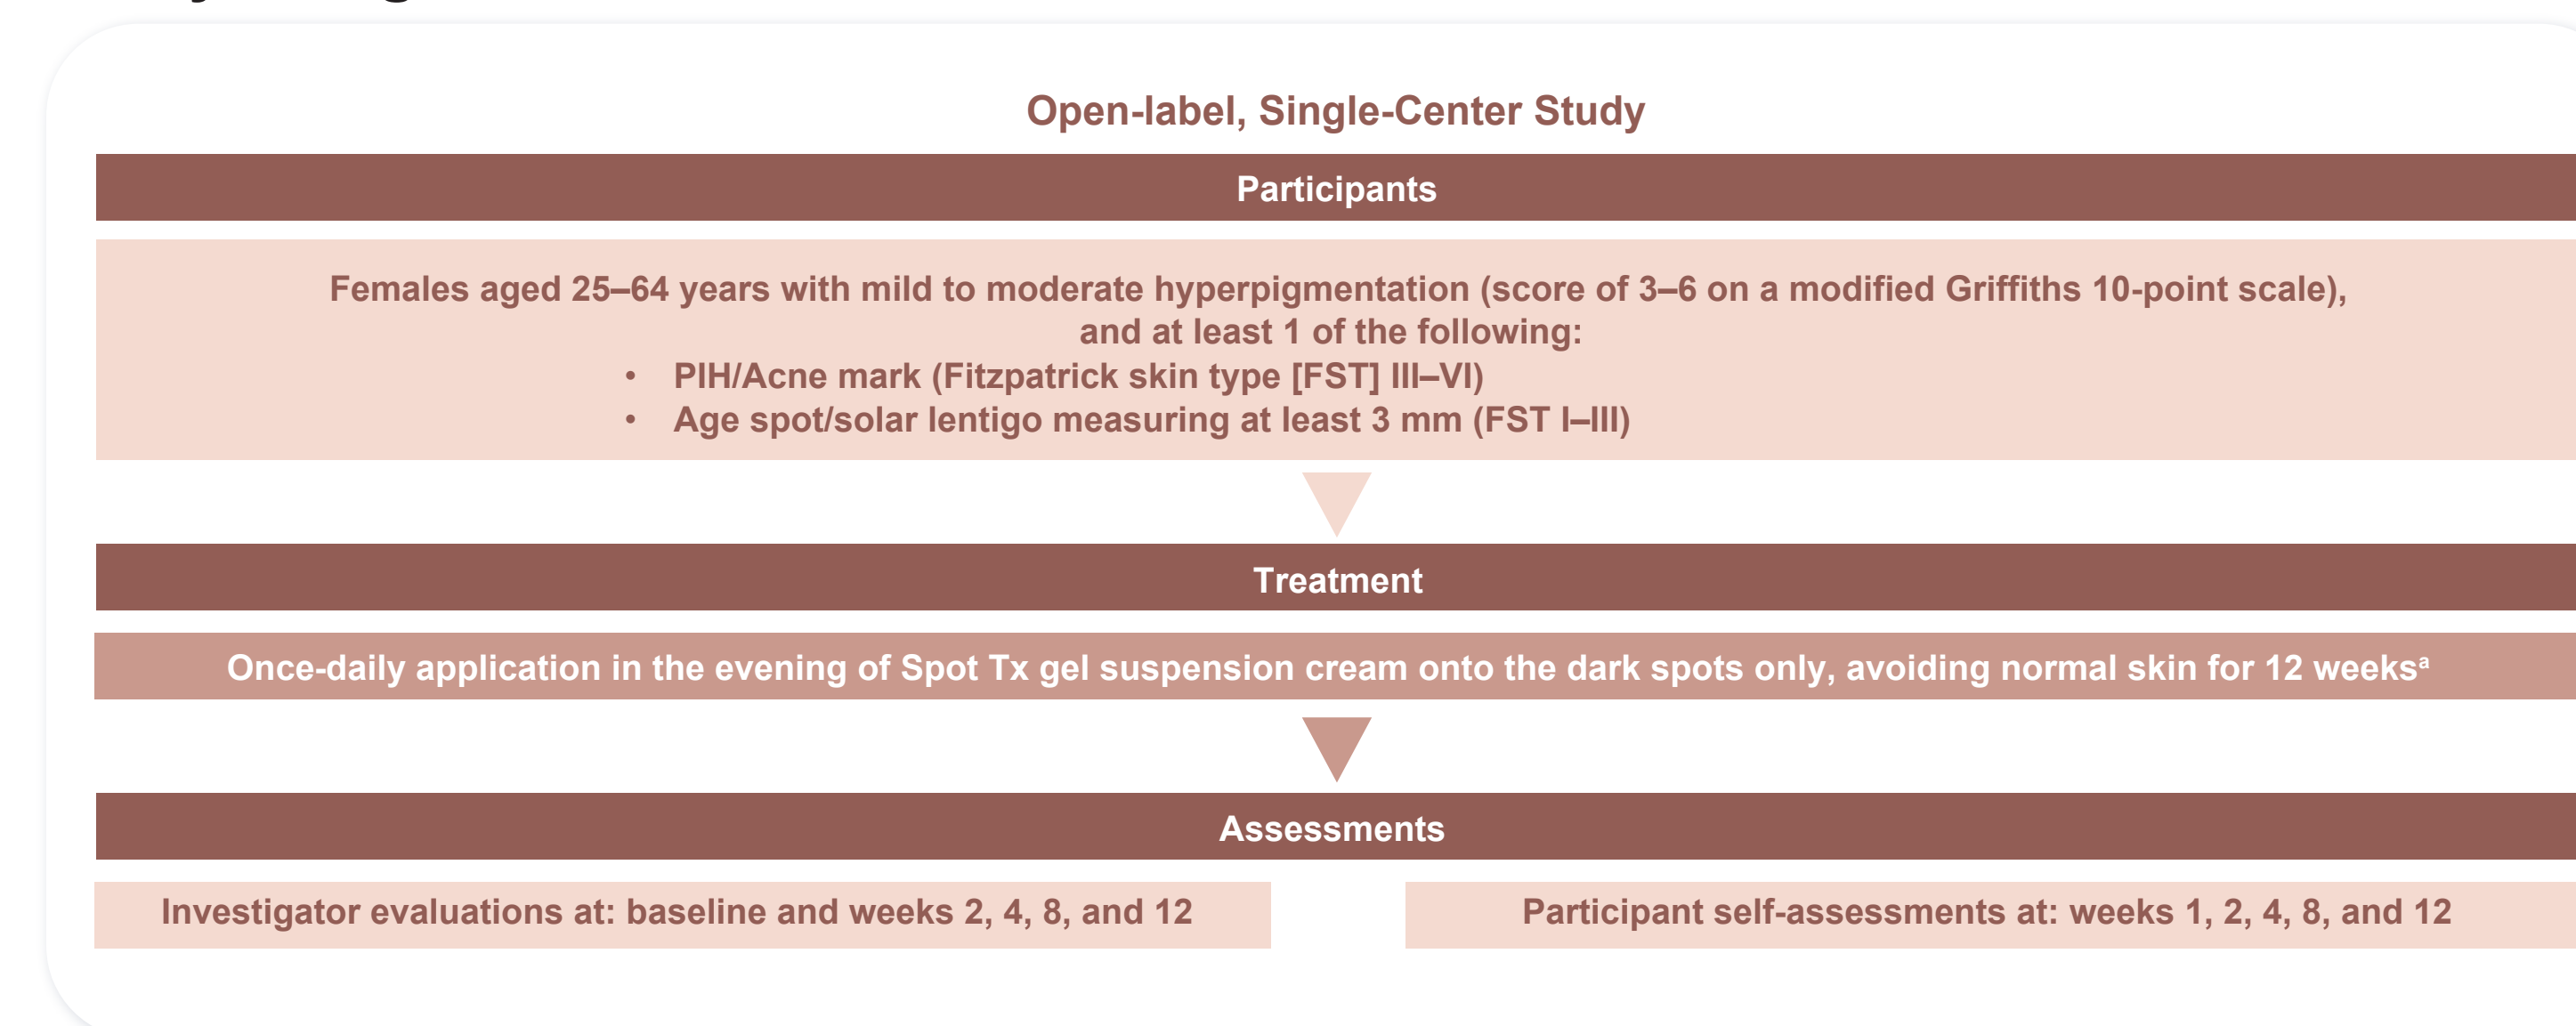 Open-label, Single-Center Study
Participants
Females aged 25–64 years with mild to moderate hyperpigmentation (score of 3–6 on a modified Griffiths 10-point scale),
and at least 1 of the following:
• PIH/Acne mark (Fitzpatrick skin type [FST] III–VI)
• Age spot/solar lentigo measuring at least 3 mm (FST I–III)
Treatment
Once-daily application in the evening of Spot Tx gel suspension cream onto the dark spots only, avoiding normal skin for 12 weeksᵃ
Assessments
Investigator evaluations at: baseline and weeks 2, 4, 8, and 12
Participant self-assessments at: weeks 1, 2, 4, 8, and 12